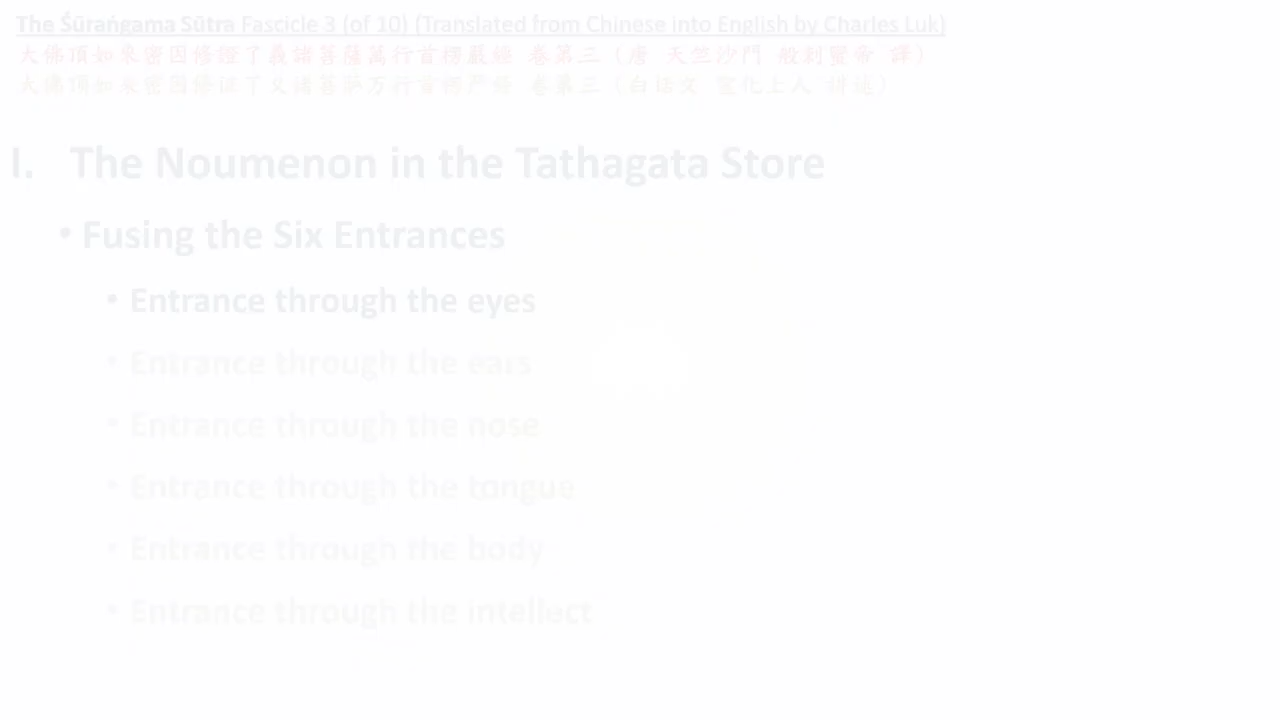 The Śūraṅgama Sūtra Fascicle 3 (of 10) (Translated from Chinese into English by Charles Luk)
大佛頂如來密因修證了義諸菩薩萬行首楞嚴經 卷第三（唐 天竺沙門 般剌蜜帝 譯）
大佛頂如來密因修证了义諸菩萨万行首楞严经 卷第三（白话文 宣化上人 讲述）
I. The Noumenon in the Tathagata Store
• Fusing the Six Entrances
• Entrance through the eyes
• Entrance through the ears
• Entrance through the nose
• Entrance through the tongue
• Entrance through the body
• Entrance through the intellect